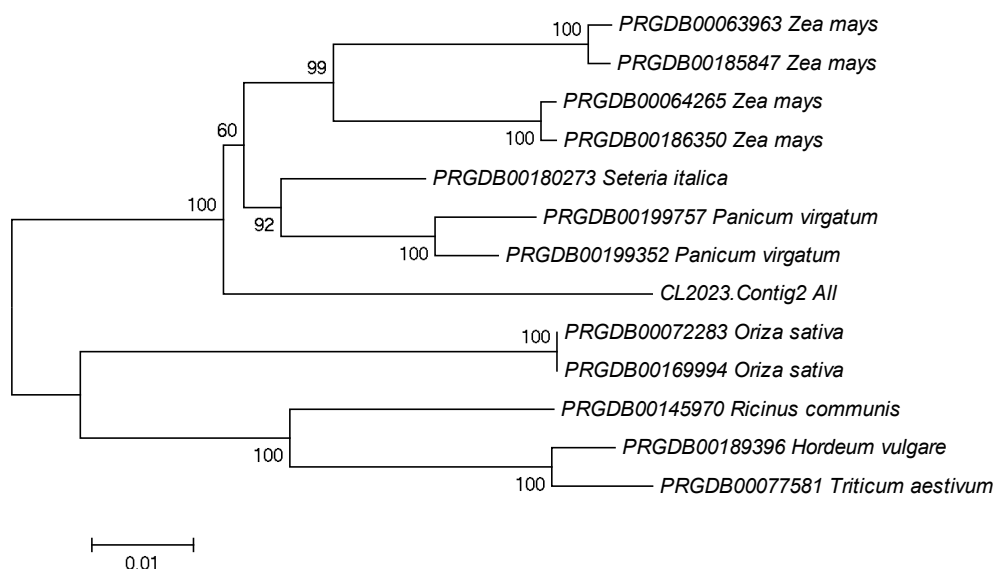 100
PRGDB00063963 Zea mays
PRGDB00185847 Zea mays
99
PRGDB00064265 Zea mays
100
PRGDB00186350 Zea mays
60
PRGDB00180273 Seteria italica
100
92
PRGDB00199757 Panicum virgatum
100
PRGDB00199352 Panicum virgatum
CL2023.Contig2 All
100
PRGDB00072283 Oriza sativa
PRGDB00169994 Oriza sativa
PRGDB00145970 Ricinus communis
100
PRGDB00189396 Hordeum vulgare
100
PRGDB00077581 Triticum aestivum
0.01